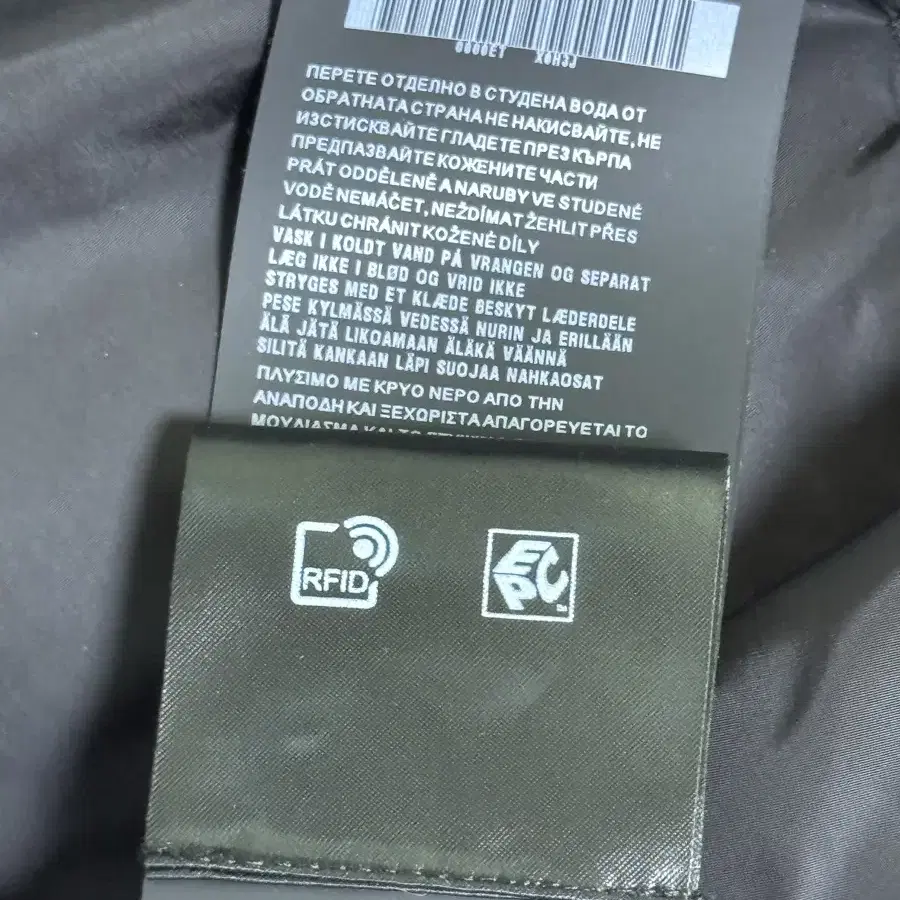 ПЕРЕТЕ ОТДЕЛНО В СТУДЕНА ВОДА ОТ
ОБРАТНАТА СТРАНА НЕ НАКИСВАЙТЕ, НЕ
ИЗСТИСКВАЙТЕ ГЛАДЕТЕ ПРЕЗ КЪРПА
ПРЕДПАЗВАЙТЕ КОЖЕНИТЕ ЧАСТИ
PRÁT ODDĚLENĚ A NARUBY VE STUDENÉ
VODĚ NEMÁČET, NEŽDÍMAT ŽEHLIT PŘES
LÁTKU CHRÁNIT KOŽENÉ DÍLY
VASK I KOLDT VAND PÅ VRANGEN OG SEPARAT
LÆG IKKE I BLØD OG VRID IKKE
STRYGES MED ET KLÆDE BESKYT LÆDERDELE
PESE KYLMÄSSÄ VEDESSÄ NURIN JA ERILLÄÄN
ÄLÄ JÄTÄ LIKOAMAAN ÄLÄKÄ VÄÄNNÄ
SILITÄ KANKAAN LÄPI SUOJAA NAHKAOSAT
ΠΛΥΣΙΜΟ ΜΕ ΚΡΥΟ ΝΕΡΟ ΑΠΟ ΤΗΝ
ΑΝΑΠΟΔΗ ΚΑΙ ΞΕΧΩΡΙΣΤΑ ΑΠΑΓΟΡΕΥΕΤΑΙ ΤΟ
ΜΟΥΛΙΑΣΜΑ ΚΑΙ ΤΟ
RFID
EPC